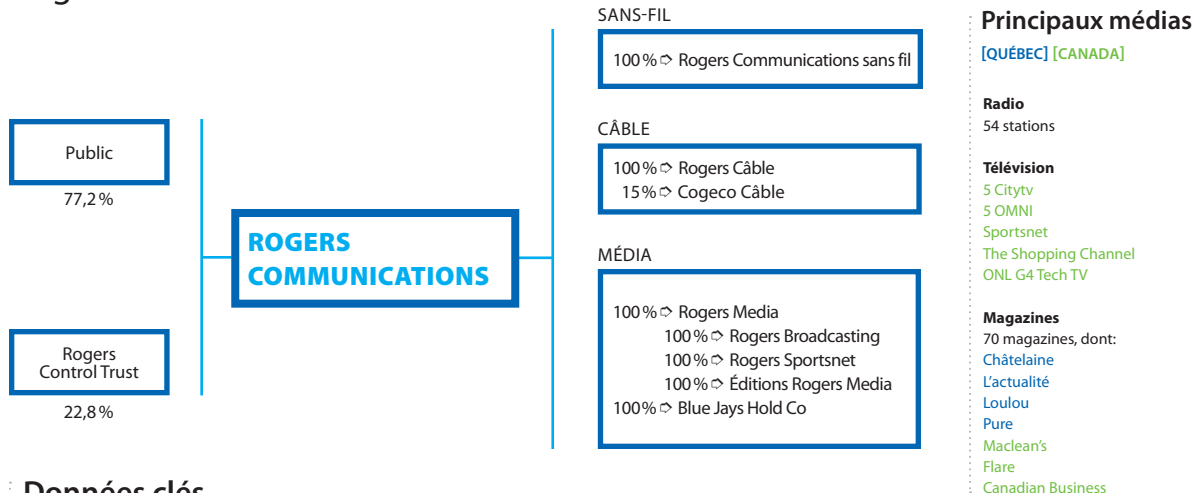 Public
77,2 %
Rogers
Control Trust
22,8 %
ROGERS
COMMUNICATIONS
SANS-FIL
100 % ➩ Rogers Communications sans fil
CÂBLE
100 % ➩ Rogers Câble
15% ➩ Cogeco Câble
MÉDIA
100 % ➩ Rogers Media
100 % ➩ Rogers Broadcasting
100 % ➩ Rogers Sportsnet
100 % ➩ Éditions Rogers Media
100% ➩ Blue Jays Hold Co
Principaux médias
[QUÉBEC] [CANADA]
Radio
54 stations
Télévision
5 Citytv
5 OMNI
Sportsnet
The Shopping Channel
ONL G4 Tech TV
Magazines
70 magazines, dont:
Châtelaine
L'actualité
Loulou
Pure
Maclean's
Flare
Canadian Business
Données clés